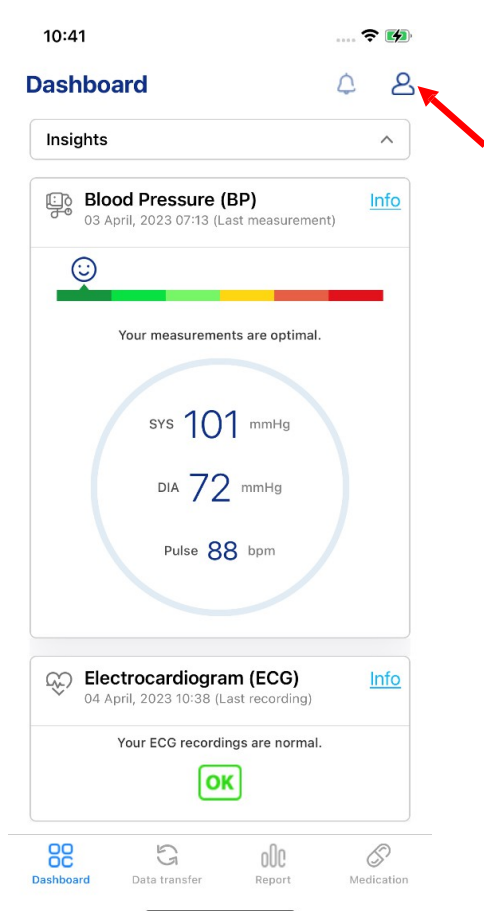 10:41
Dashboard
Insights
Blood Pressure (BP)
Info
03 April, 2023 07:13 (Last measurement)
Your measurements are optimal.
SYS 101 mmHg
DIA 72 mmHg
Pulse 88 bpm
Electrocardiogram (ECG)
Info
04 April, 2023 10:38 (Last recording)
Your ECG recordings are normal.
OK
Dashboard
Data transfer
Report
Medication